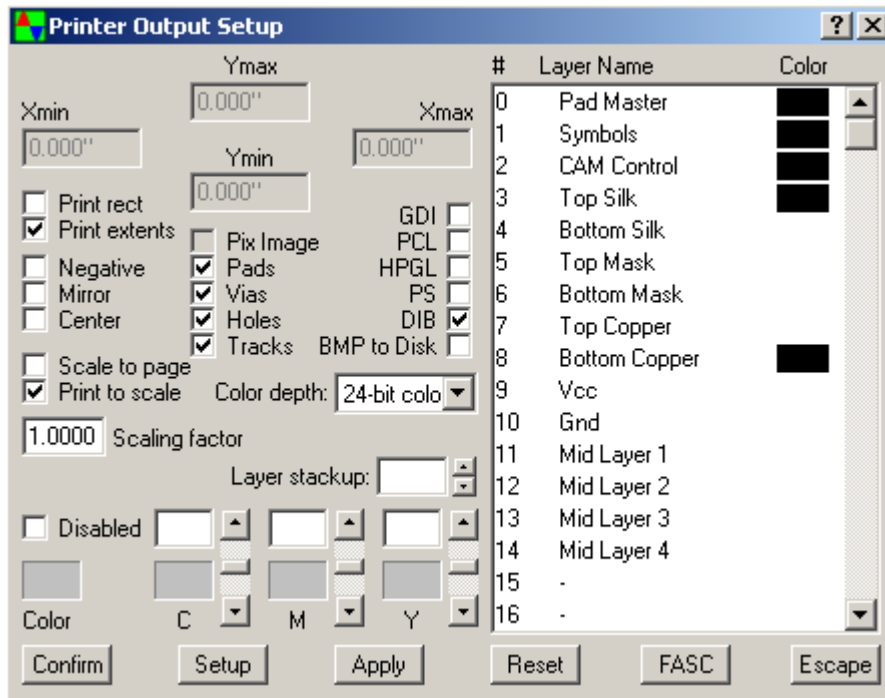 Printer Output Setup
Ymax
0.000"
Xmin
0.000"
Xmax
0.000"
Ymin
0.000"
Print rect
Print extents
Negative
Mirror
Center
Scale to page
Print to scale
Pix Image
Pads
Vias
Holes
Tracks
GDI
PCL
HPGL
PS
DIB
BMP to Disk
Color depth: 24-bit colo
1.0000 Scaling factor
Layer stackup:
Disabled
Color C M Y
# Layer Name Color
0 Pad Master
1 Symbols
2 CAM Control
3 Top Silk
4 Bottom Silk
5 Top Mask
6 Bottom Mask
7 Top Copper
8 Bottom Copper
9 Vcc
10 Gnd
11 Mid Layer 1
12 Mid Layer 2
13 Mid Layer 3
14 Mid Layer 4
15 -
16 -
Confirm Setup Apply Reset FASC Escape